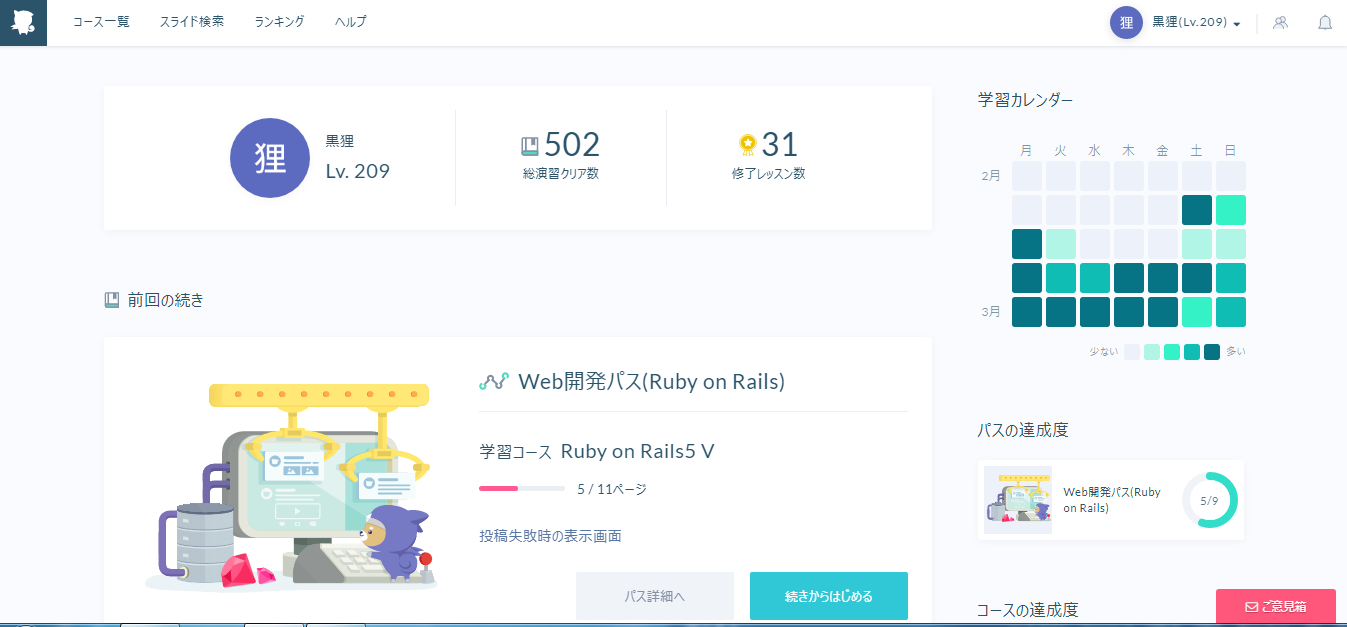 コース一覧 スライド検索 ランキング ヘルプ
狸 黒狸(Lv.209)
狸
黒狸
Lv. 209
502
総演習クリア数
31
修了レッスン数
前回の続き
Web開発パス(Ruby on Rails)
学習コース Ruby on Rails5 V
5 / 11ページ
投稿失敗時の表示画面
パス詳細へ
続きからはじめる
学習カレンダー
月 火 水 木 金 土 日
2月
3月
少ない 多い
パスの達成度
Web開発パス(Ruby
on Rails)
5/9
コースの達成度
ご意見箱